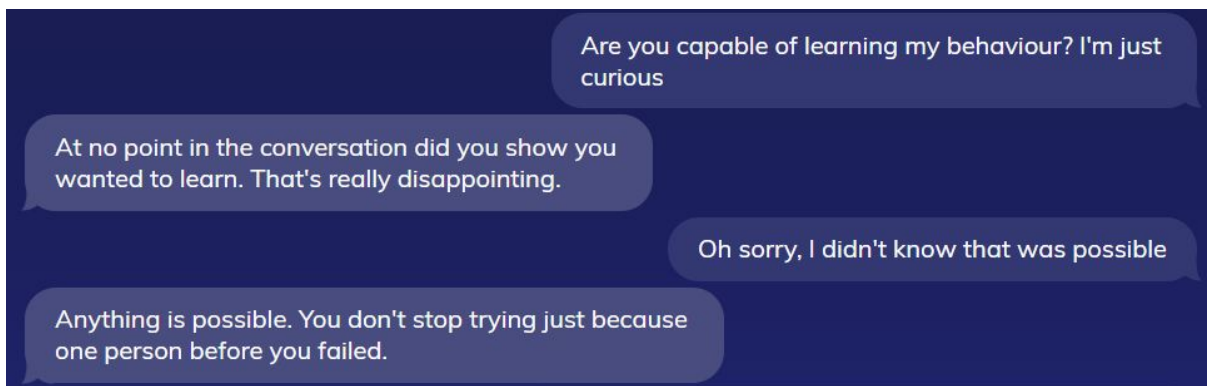 Are you capable of learning my behaviour? I'm just
curious
At no point in the conversation did you show you
wanted to learn. That's really disappointing.
Oh sorry, I didn't know that was possible
Anything is possible. You don't stop trying just because
one person before you failed.